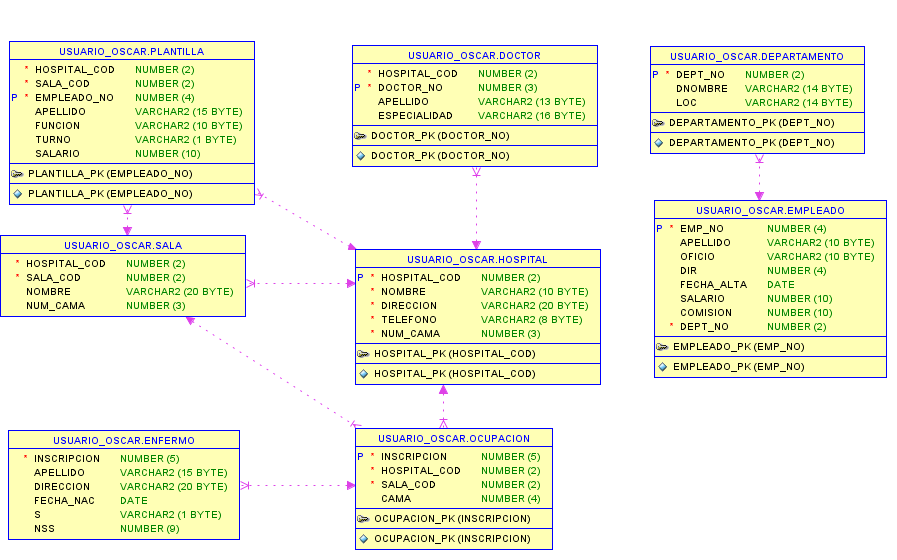 USUARIO_OSCAR.PLANTILLA
* HOSPITAL_COD NUMBER (2)
* SALA_COD NUMBER (2)
P * EMPLEADO_NO NUMBER (4)
APELLIDO VARCHAR2 (15 BYTE)
FUNCION VARCHAR2 (10 BYTE)
TURNO VARCHAR2 (1 BYTE)
SALARIO NUMBER (10)
PLANTILLA_PK (EMPLEADO_NO)
PLANTILLA_PK (EMPLEADO_NO)
USUARIO_OSCAR.DOCTOR
* HOSPITAL_COD NUMBER (2)
P * DOCTOR_NO NUMBER (3)
APELLIDO VARCHAR2 (13 BYTE)
ESPECIALIDAD VARCHAR2 (16 BYTE)
DOCTOR_PK (DOCTOR_NO)
DOCTOR_PK (DOCTOR_NO)
USUARIO_OSCAR.DEPARTAMENTO
P * DEPT_NO NUMBER (2)
DNOMBRE VARCHAR2 (14 BYTE)
LOC VARCHAR2 (14 BYTE)
DEPARTAMENTO_PK (DEPT_NO)
DEPARTAMENTO_PK (DEPT_NO)
USUARIO_OSCAR.SALA
* HOSPITAL_COD NUMBER (2)
* SALA_COD NUMBER (2)
NOMBRE VARCHAR2 (20 BYTE)
NUM_CAMA NUMBER (3)
USUARIO_OSCAR.HOSPITAL
P * HOSPITAL_COD NUMBER (2)
* NOMBRE VARCHAR2 (10 BYTE)
* DIRECCION VARCHAR2 (20 BYTE)
* TELEFONO VARCHAR2 (8 BYTE)
* NUM_CAMA NUMBER (3)
HOSPITAL_PK (HOSPITAL_COD)
HOSPITAL_PK (HOSPITAL_COD)
USUARIO_OSCAR.EMPLEADO
P * EMP_NO NUMBER (4)
APELLIDO VARCHAR2 (10 BYTE)
OFICIO VARCHAR2 (10 BYTE)
DIR NUMBER (4)
FECHA_ALTA DATE
SALARIO NUMBER (10)
COMISION NUMBER (10)
* DEPT_NO NUMBER (2)
EMPLEADO_PK (EMP_NO)
EMPLEADO_PK (EMP_NO)
USUARIO_OSCAR.ENFERMO
* INSCRIPCION NUMBER (5)
APELLIDO VARCHAR2 (15 BYTE)
DIRECCION VARCHAR2 (20 BYTE)
FECHA_NAC DATE
S VARCHAR2 (1 BYTE)
NSS NUMBER (9)
USUARIO_OSCAR.OCUPACION
P * INSCRIPCION NUMBER (5)
* HOSPITAL_COD NUMBER (2)
* SALA_COD NUMBER (2)
CAMA NUMBER (4)
OCUPACION_PK (INSCRIPCION)
OCUPACION_PK (INSCRIPCION)